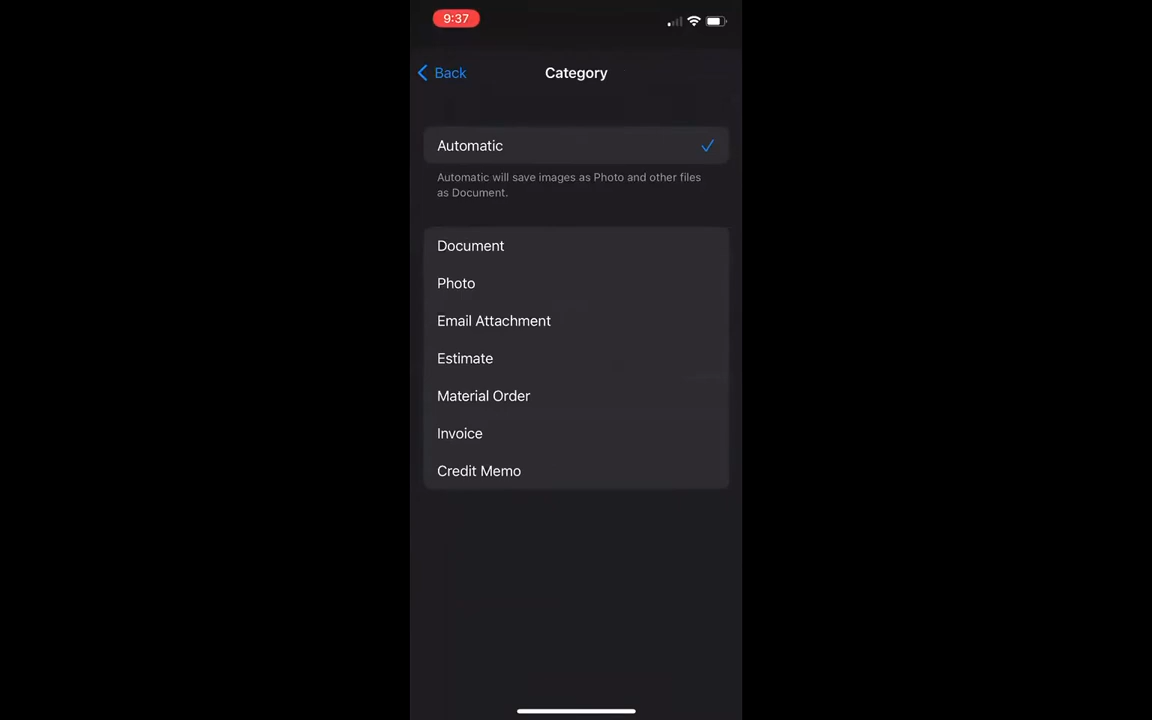 9:37
Back
Category
Automatic
Automatic will save images as Photo and other files
as Document.
Document
Photo
Email Attachment
Estimate
Material Order
Invoice
Credit Memo